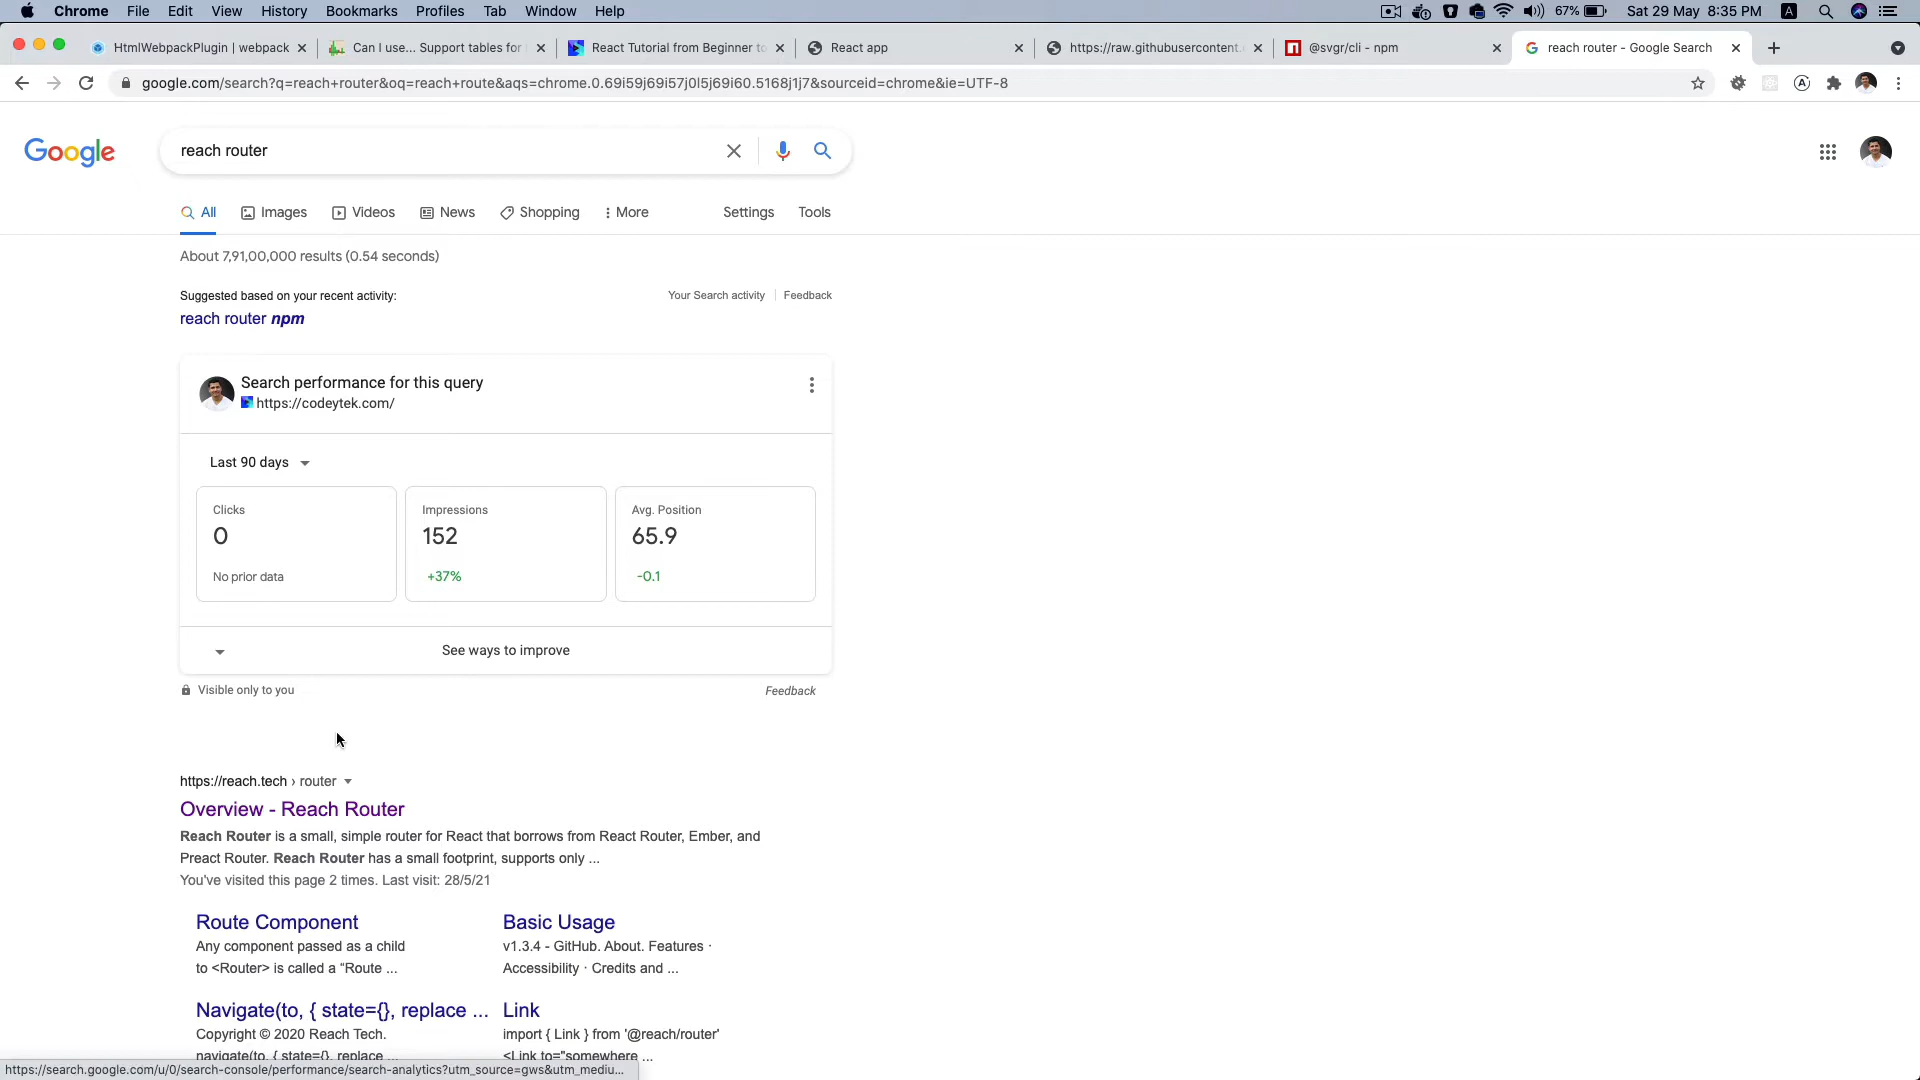 Chrome File Edit View History Bookmarks Profiles Tab Window Help 67% Sat 29 May 8:35 PM A
HtmlWebpackPlugin | webpack
Can I use... Support tables for
React Tutorial from Beginner to
React app
https://raw.githubusercontent.
@svgr/cli - npm
reach router - Google Search
google.com/search?q=reach+router&oq=reach+route&aqs=chrome.0.69i59j69i57j0l5j69i60.5168j1j7&sourceid=chrome&ie=UTF-8
Google
reach router
All Images Videos News Shopping More Settings Tools
About 7,91,00,000 results (0.54 seconds)
Suggested based on your recent activity: Your Search activity Feedback
reach router npm
Search performance for this query
https://codeytek.com/
Last 90 days
Clicks
0
No prior data
Impressions
152
+37%
Avg. Position
65.9
-0.1
See ways to improve
Visible only to you Feedback
https://reach.tech › router
Overview - Reach Router
Reach Router is a small, simple router for React that borrows from React Router, Ember, and
Preact Router. Reach Router has a small footprint, supports only ...
You've visited this page 2 times. Last visit: 28/5/21
Route Component
Any component passed as a child
to <Router> is called a “Route ...
Basic Usage
v1.3.4 - GitHub. About. Features ·
Accessibility · Credits and ...
Navigate(to, { state={}, replace ...
Copyright © 2020 Reach Tech.
navigate(to, { state={}, replace ...
Link
import { Link } from '@reach/router'
<Link to="somewhere ...
https://search.google.com/u/0/search-console/performance/search-analytics?utm_source=gws&utm_mediu...